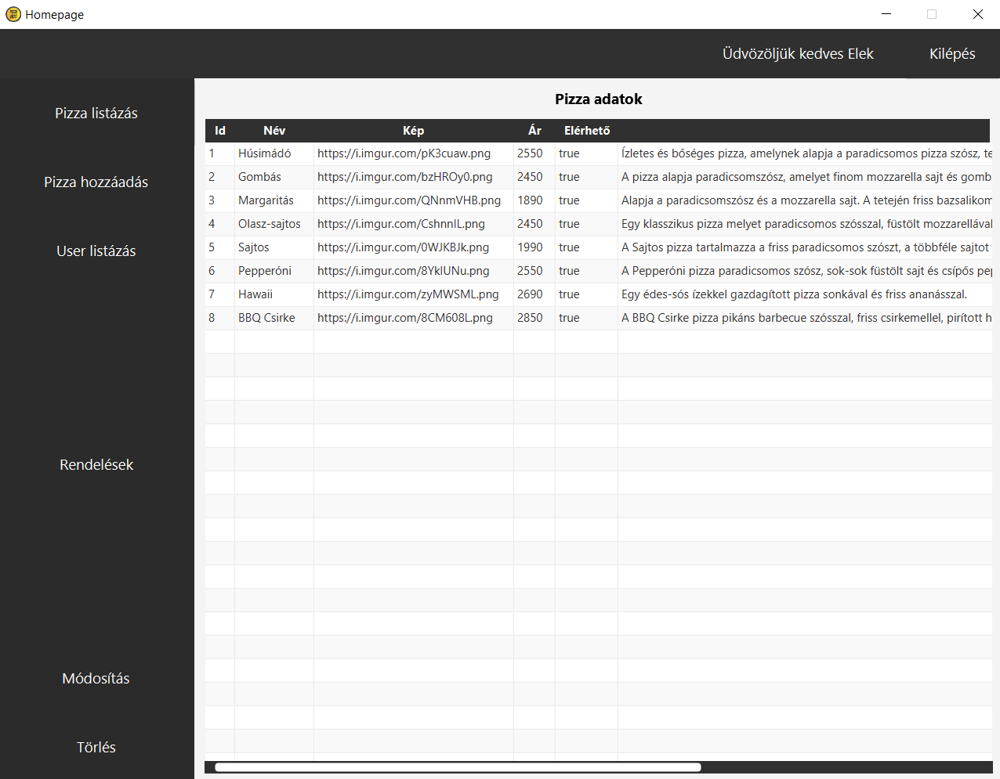 Homepage
Üdvözöljük kedves Elek Kilépés
Pizza listázás
Pizza hozzáadás
User listázás
Rendelések
Módosítás
Törlés
Pizza adatok
Id Név Kép Ár Elérhető
1 Húsimádó https://i.imgur.com/pK3cuaw.png 2550 true Ízletes és bőséges pizza, amelynek alapja a paradicsomos pizza szósz, te
2 Gombás https://i.imgur.com/bzHROy0.png 2450 true A pizza alapja paradicsomszósz, amelyet finom mozzarella sajt és gomb
3 Margaritás https://i.imgur.com/QNnmVHB.png 1890 true Alapja a paradicsomszósz és a mozzarella sajt. A tetején friss bazsalikom
4 Olasz-sajtos https://i.imgur.com/CshnnlL.png 2450 true Egy klasszikus pizza melyet paradicsomos szósszal, füstölt mozzarellával
5 Sajtos https://i.imgur.com/0WJKBJk.png 1990 true A Sajtos pizza tartalmazza a friss paradicsomos szószt, a többféle sajtot
6 Pepperóni https://i.imgur.com/8YkIUNu.png 2550 true A Pepperóni pizza paradicsomos szósz, sok-sok füstölt sajt és csípős pep
7 Hawaii https://i.imgur.com/zyMWSML.png 2690 true Egy édes-sós ízekkel gazdagított pizza sonkával és friss ananásszal.
8 BBQ Csirke https://i.imgur.com/8CM608L.png 2850 true A BBQ Csirke pizza pikáns barbecue szósszal, friss csirkemellel, pirított h